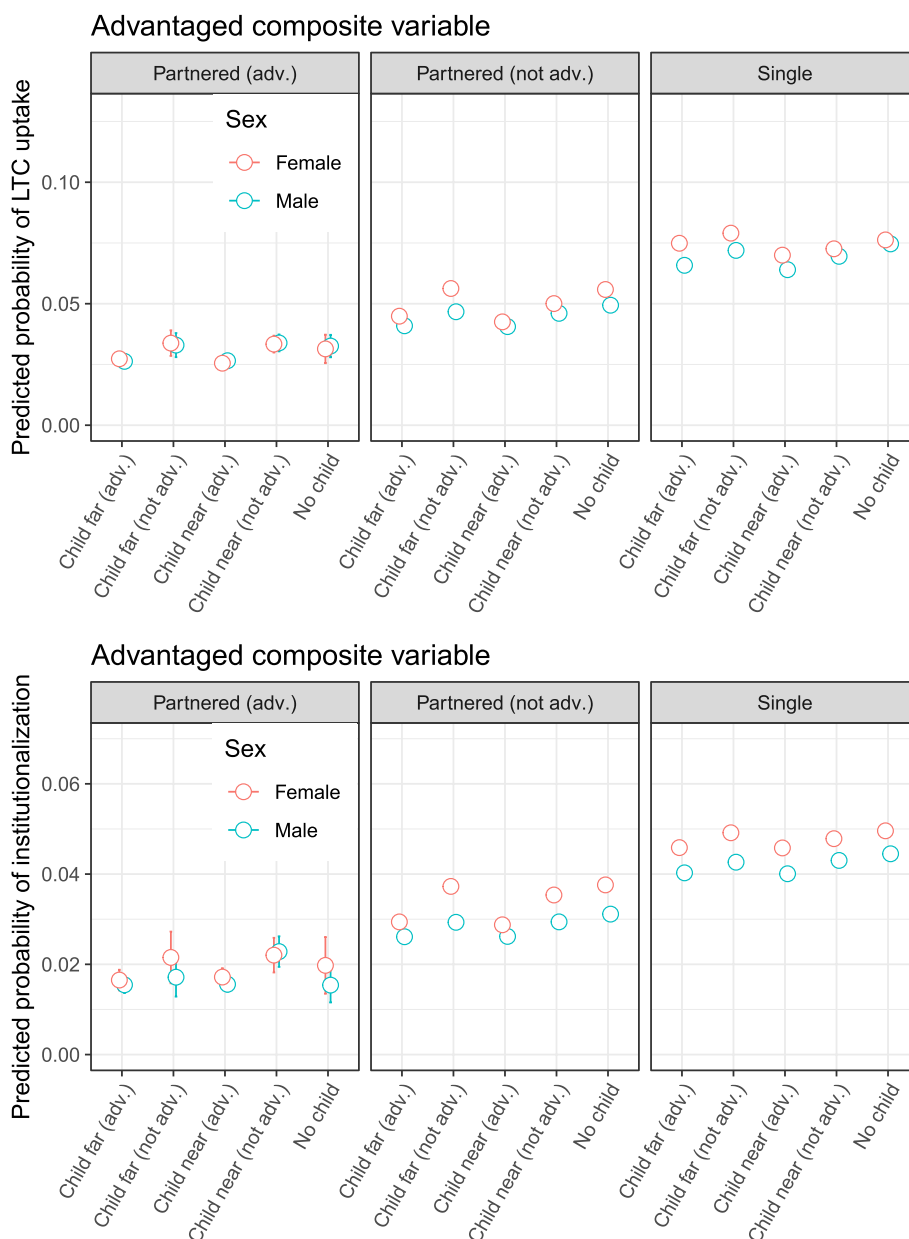 Advantaged composite variable
Partnered (adv.)
Partnered (not adv.)
Single
Predicted probability of LTC uptake
0.10
0.05
0.00
Sex
Female
Male
Child far (adv.)
Child far (not adv.)
Child near (adv.)
Child near (not adv.)
No child
Child far (adv.)
Child far (not adv.)
Child near (adv.)
Child near (not adv.)
No child
Child far (adv.)
Child far (not adv.)
Child near (adv.)
Child near (not adv.)
No child
Advantaged composite variable
Partnered (adv.)
Partnered (not adv.)
Single
Predicted probability of institutionalization
0.06
0.04
0.02
0.00
Sex
Female
Male
Child far (adv.)
Child far (not adv.)
Child near (adv.)
Child near (not adv.)
No child
Child far (adv.)
Child far (not adv.)
Child near (adv.)
Child near (not adv.)
No child
Child far (adv.)
Child far (not adv.)
Child near (adv.)
Child near (not adv.)
No child